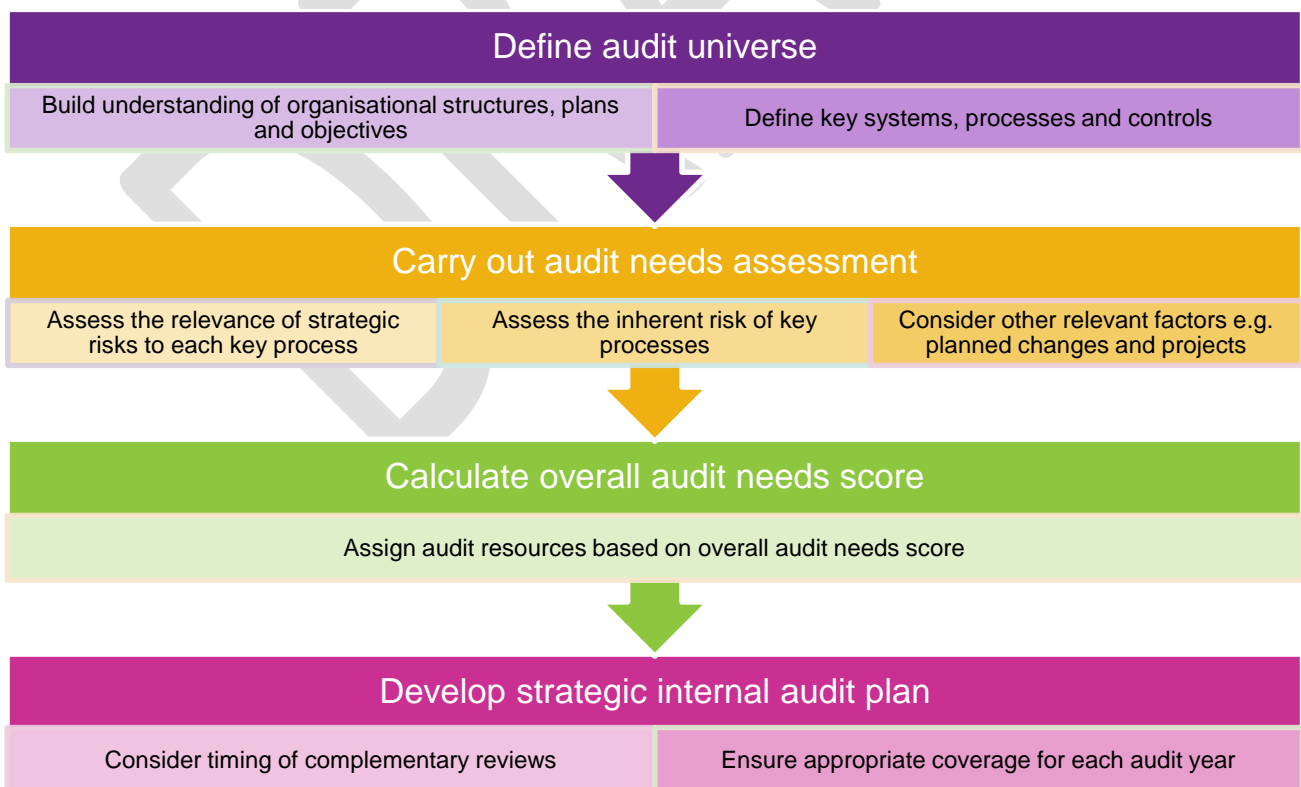 Define audit universe
Build understanding of organisational structures, plans
and objectives
Define key systems, processes and controls
Carry out audit needs assessment
Assess the relevance of strategic
risks to each key process
Assess the inherent risk of key
processes
Consider other relevant factors e.g.
planned changes and projects
Calculate overall audit needs score
Assign audit resources based on overall audit needs score
Develop strategic internal audit plan
Consider timing of complementary reviews
Ensure appropriate coverage for each audit year